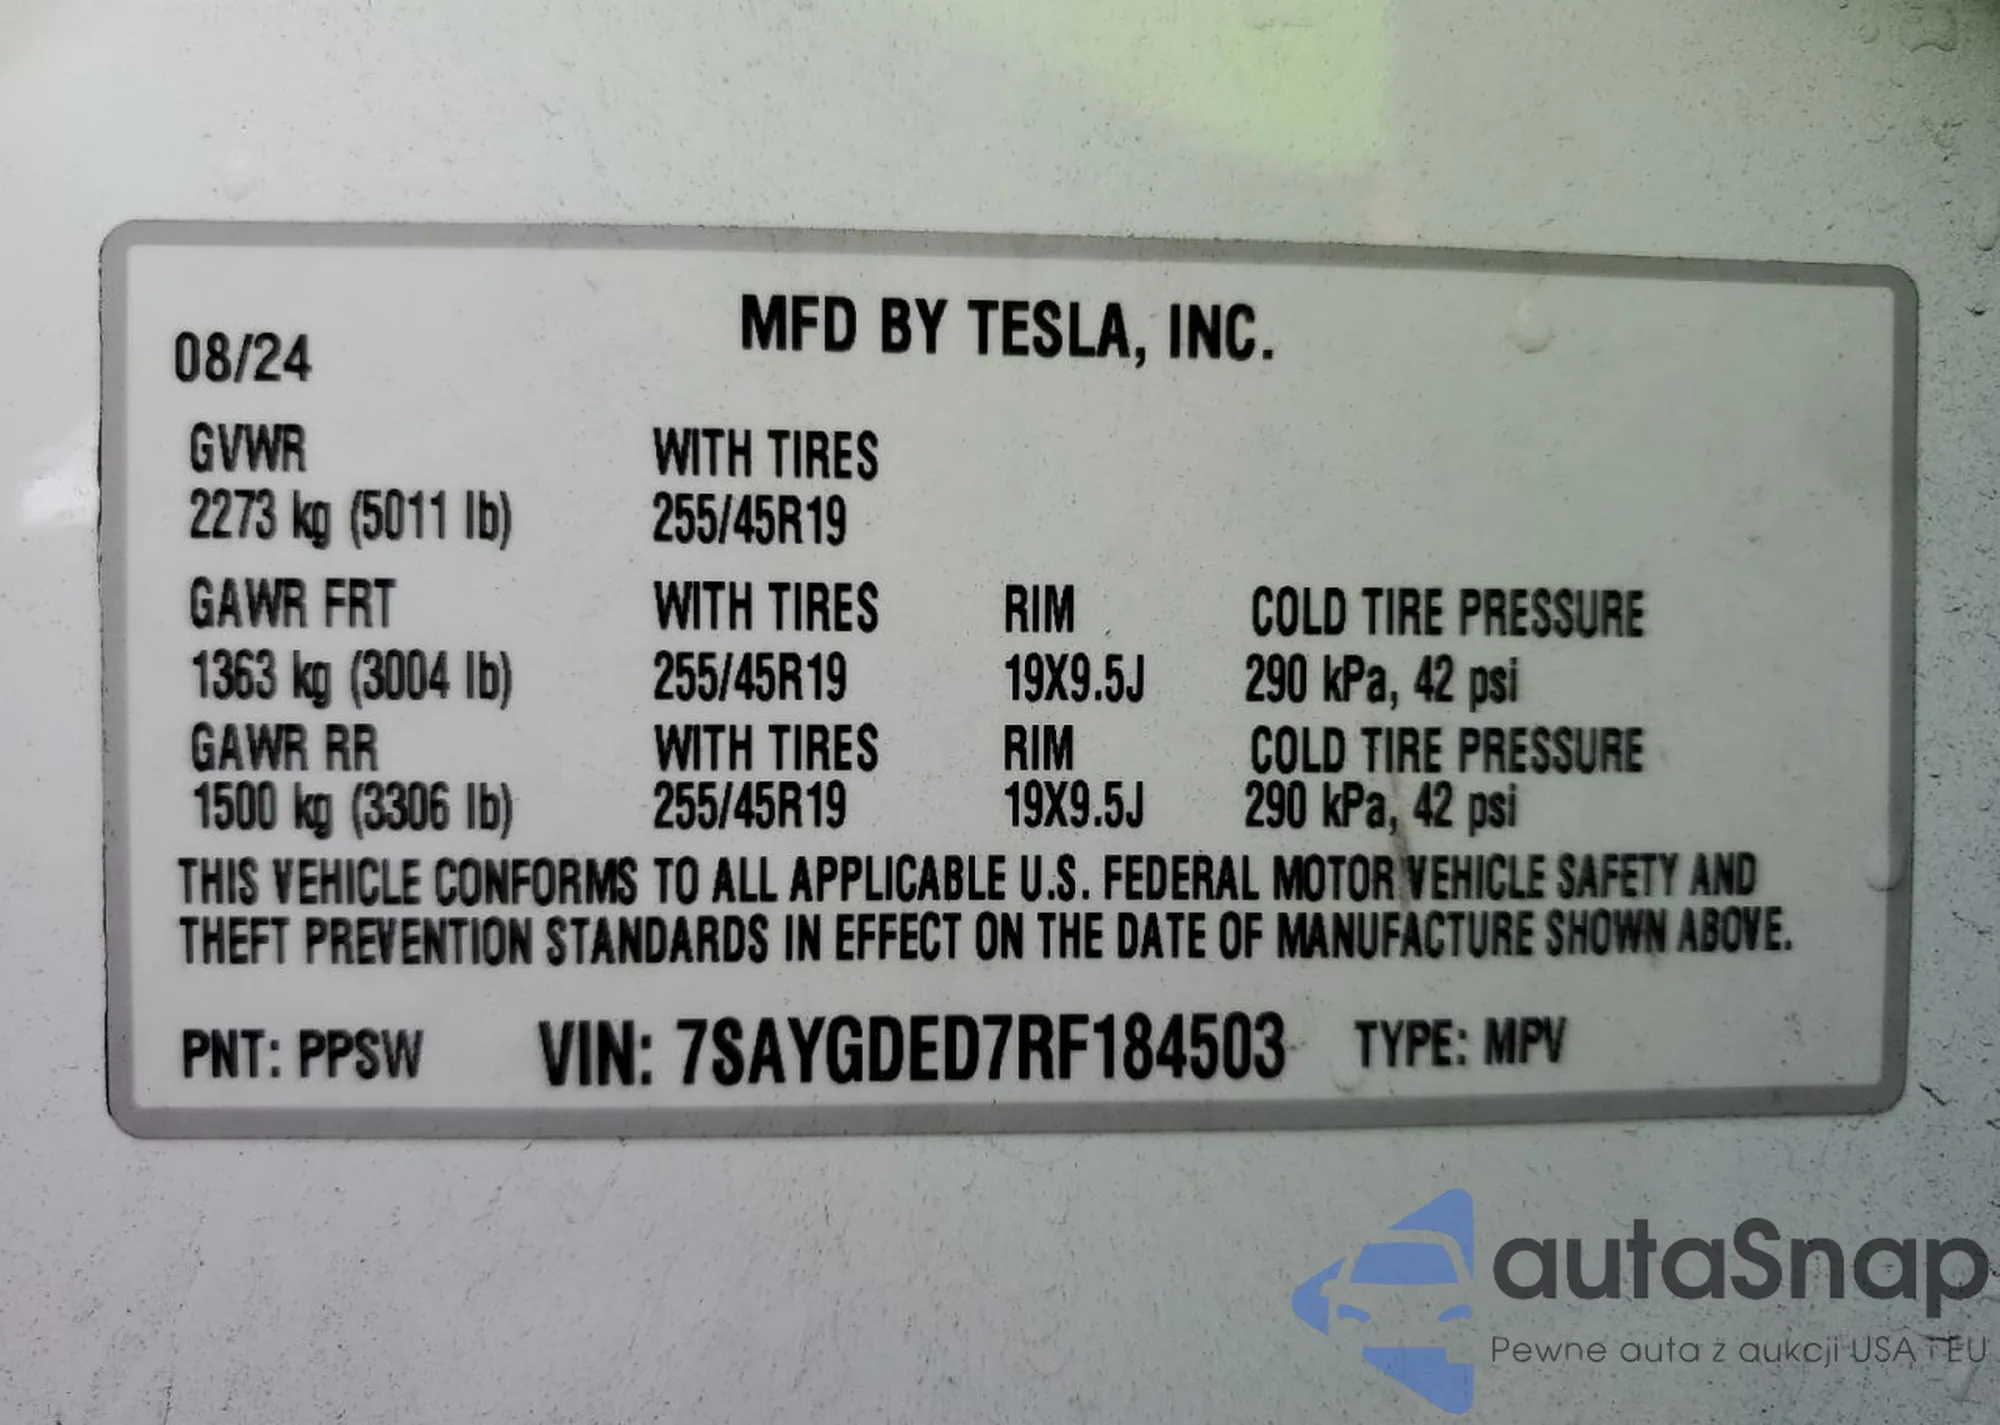 08/24 MFD BY TESLA, INC.
GVWR WITH TIRES
2273 kg (5011 lb) 255/45R19
GAWR FRT WITH TIRES RIM COLD TIRE PRESSURE
1363 kg (3004 lb) 255/45R19 19X9.5J 290 kPa, 42 psi
GAWR RR WITH TIRES RIM COLD TIRE PRESSURE
1500 kg (3306 lb) 255/45R19 19X9.5J 290 kPa, 42 psi
THIS VEHICLE CONFORMS TO ALL APPLICABLE U.S. FEDERAL MOTOR VEHICLE SAFETY AND
THEFT PREVENTION STANDARDS IN EFFECT ON THE DATE OF MANUFACTURE SHOWN ABOVE.
PNT: PPSW VIN: 7SAYGDED7RF184503 TYPE: MPV
autaSnap
Pewne auta z aukcji USA i EU